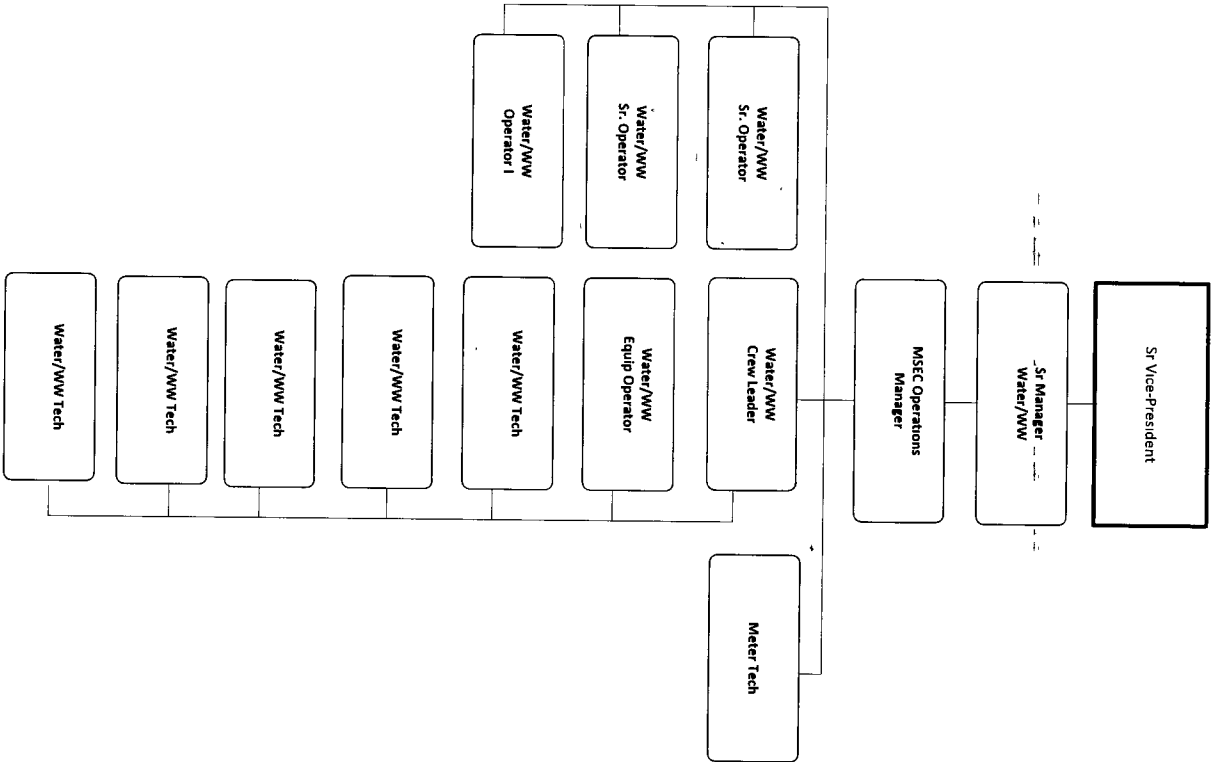 Sr Vice-President
Sr Manager
Water/WW
MSEC Operations
Manager
Water/WW
Sr. Operator
Water/WW
Crew Leader
Meter Tech
Water/WW
Sr. Operator
Water/WW
Equip Operator
Water/WW
Operator I
Water/WW Tech
Water/WW Tech
Water/WW Tech
Water/WW Tech
Water/WW Tech